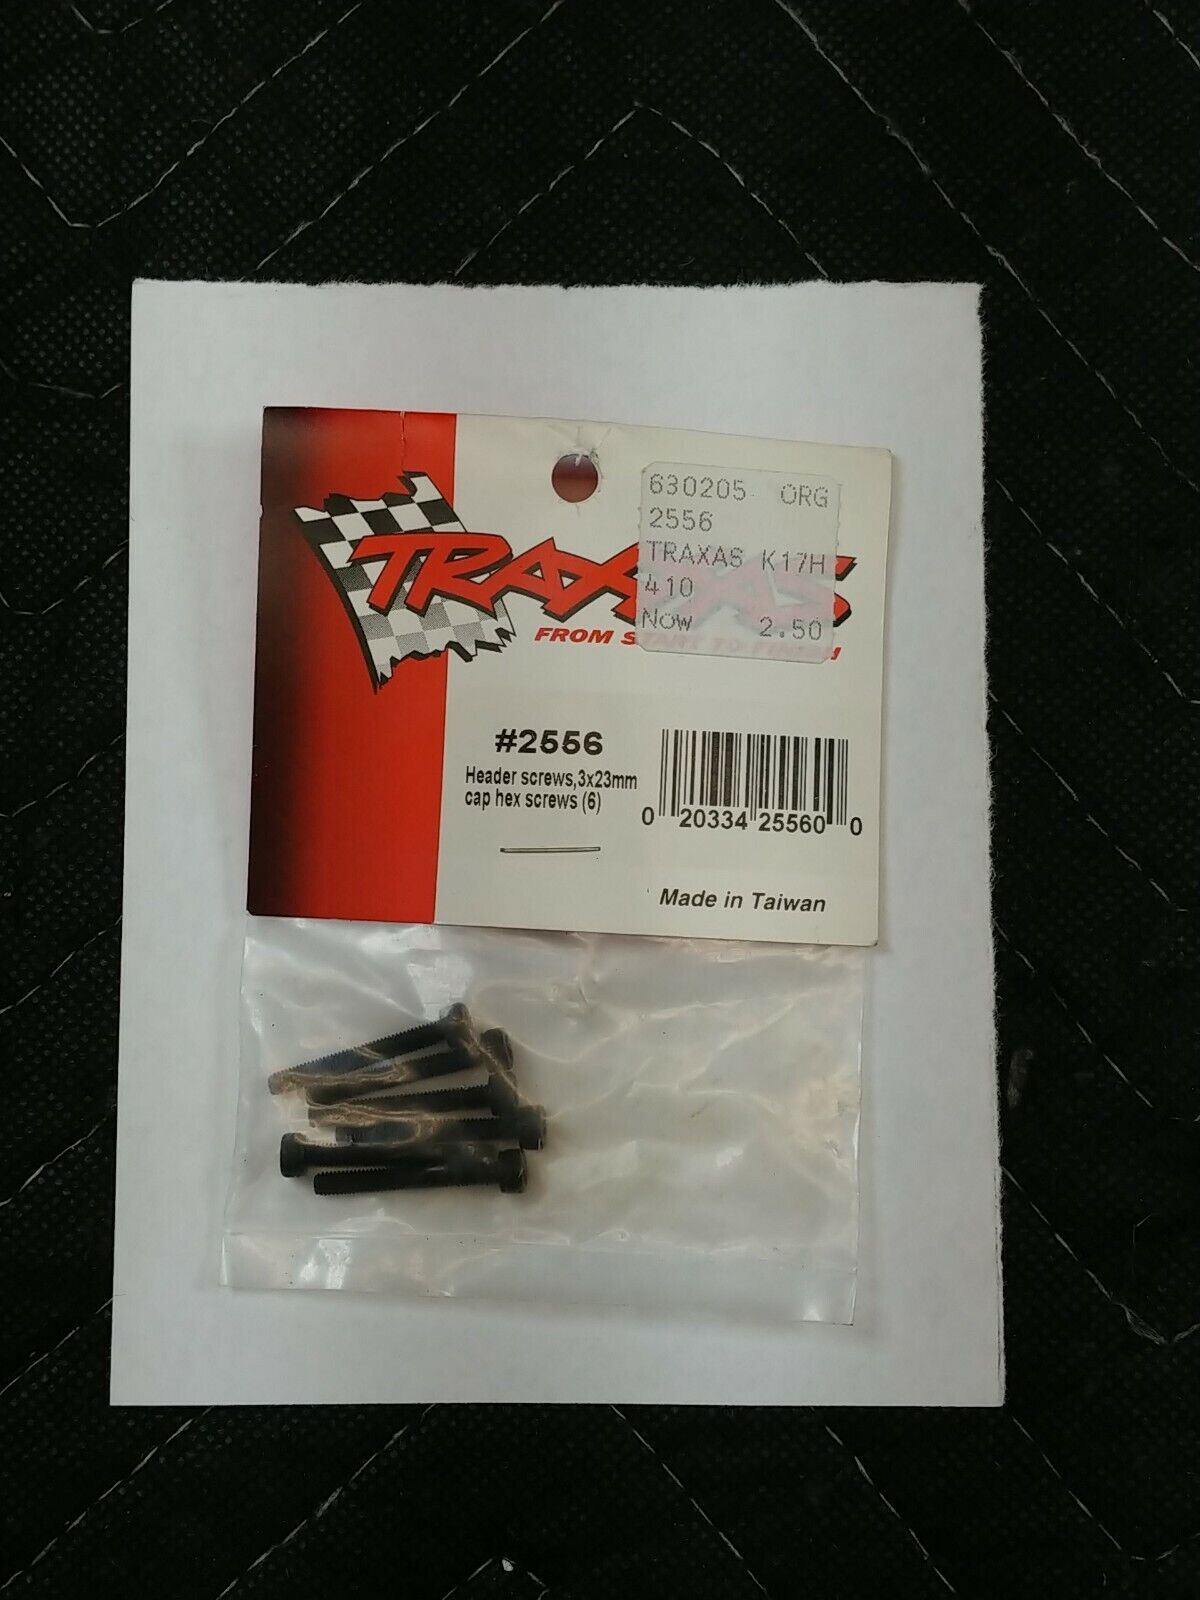 630205 ORG
2556
TRAXAS K17H
410
NOW 2.50
TRAXXAS
FROM START TO FINISH
#2556
Header screws,3x23mm
cap hex screws (6)
0 20334 25560 0
Made in Taiwan